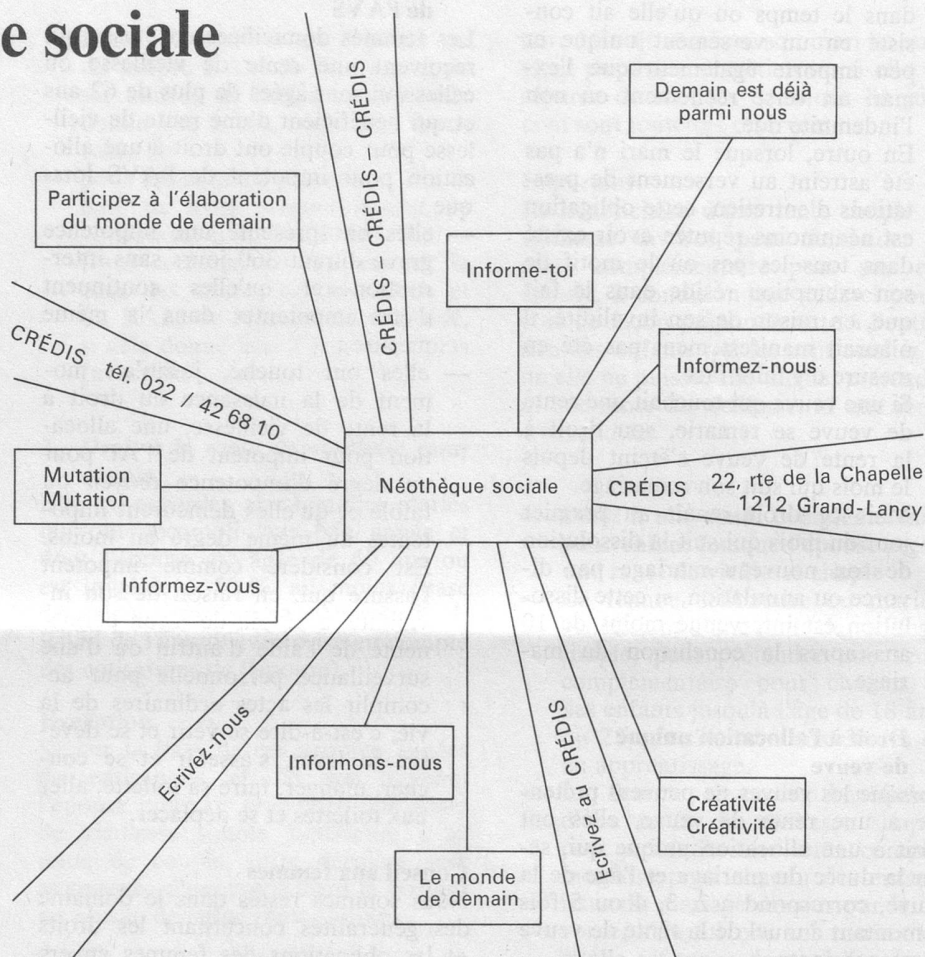 e sociale
Demain est déjà
parmi nous
CRÉDIS – CRÉDIS
Participez à l'élaboration
du monde de demain
Informe-toi
CRÉDIS
tél. 022 / 42 68 10
Informez-nous
Mutation
Mutation
Néothèque sociale
CRÉDIS 22, rte de la Chapelle
1212 Grand-Lancy
Informez-vous
Ecrivez-nous
Informons-nous
Ecrivez au CRÉDIS
Créativité
Créativité
Le monde
de demain